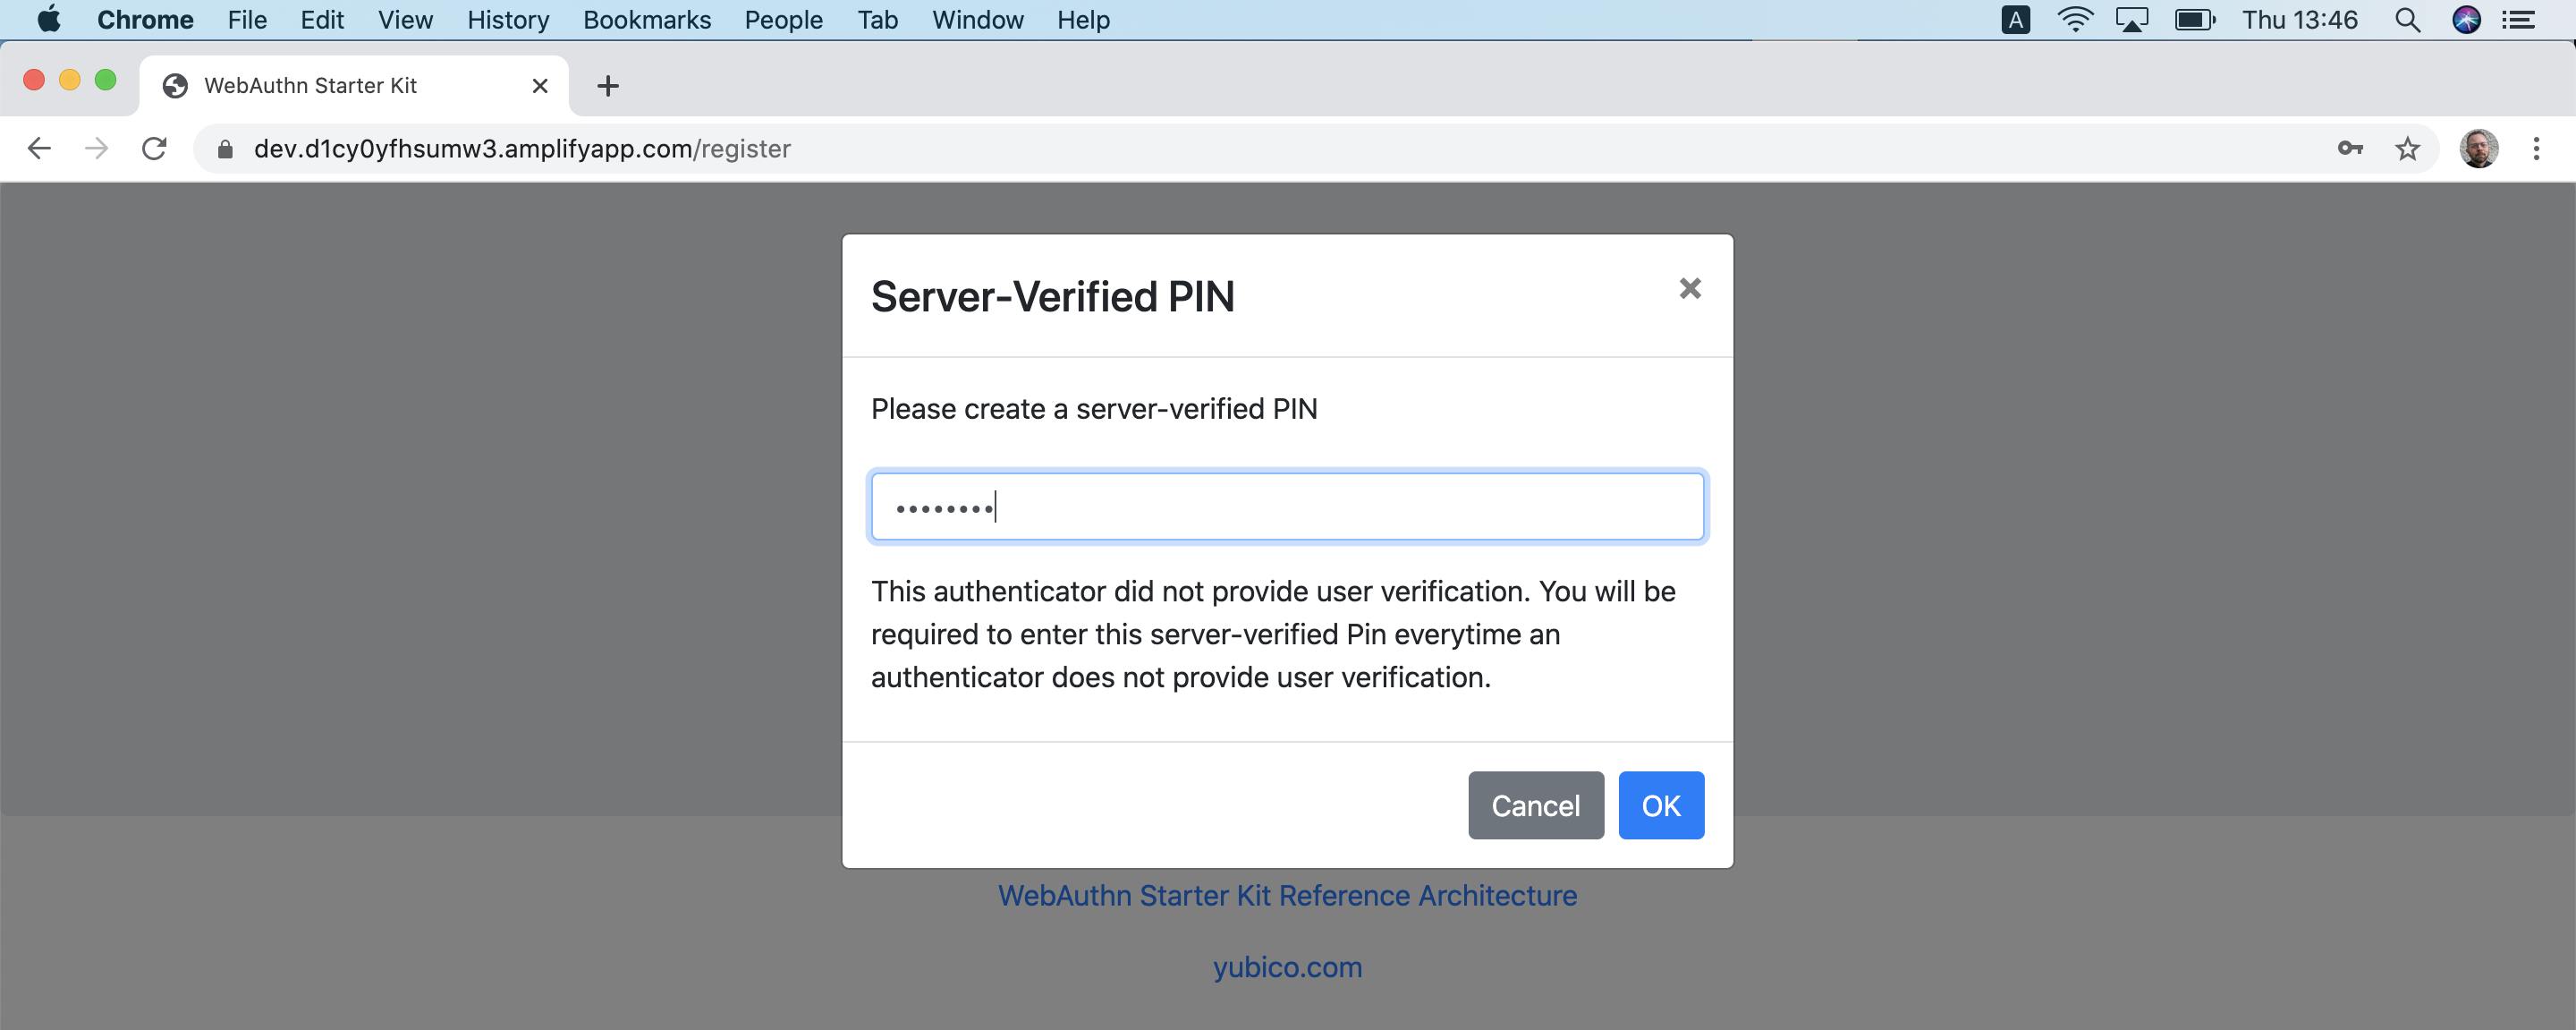 Chrome File Edit View History Bookmarks People Tab Window Help A Thu 13:46
WebAuthn Starter Kit
dev.d1cy0yfhsumw3.amplifyapp.com/register
Server-Verified PIN
Please create a server-verified PIN
••••••••
This authenticator did not provide user verification. You will be
required to enter this server-verified Pin everytime an
authenticator does not provide user verification.
Cancel OK
WebAuthn Starter Kit Reference Architecture
yubico.com